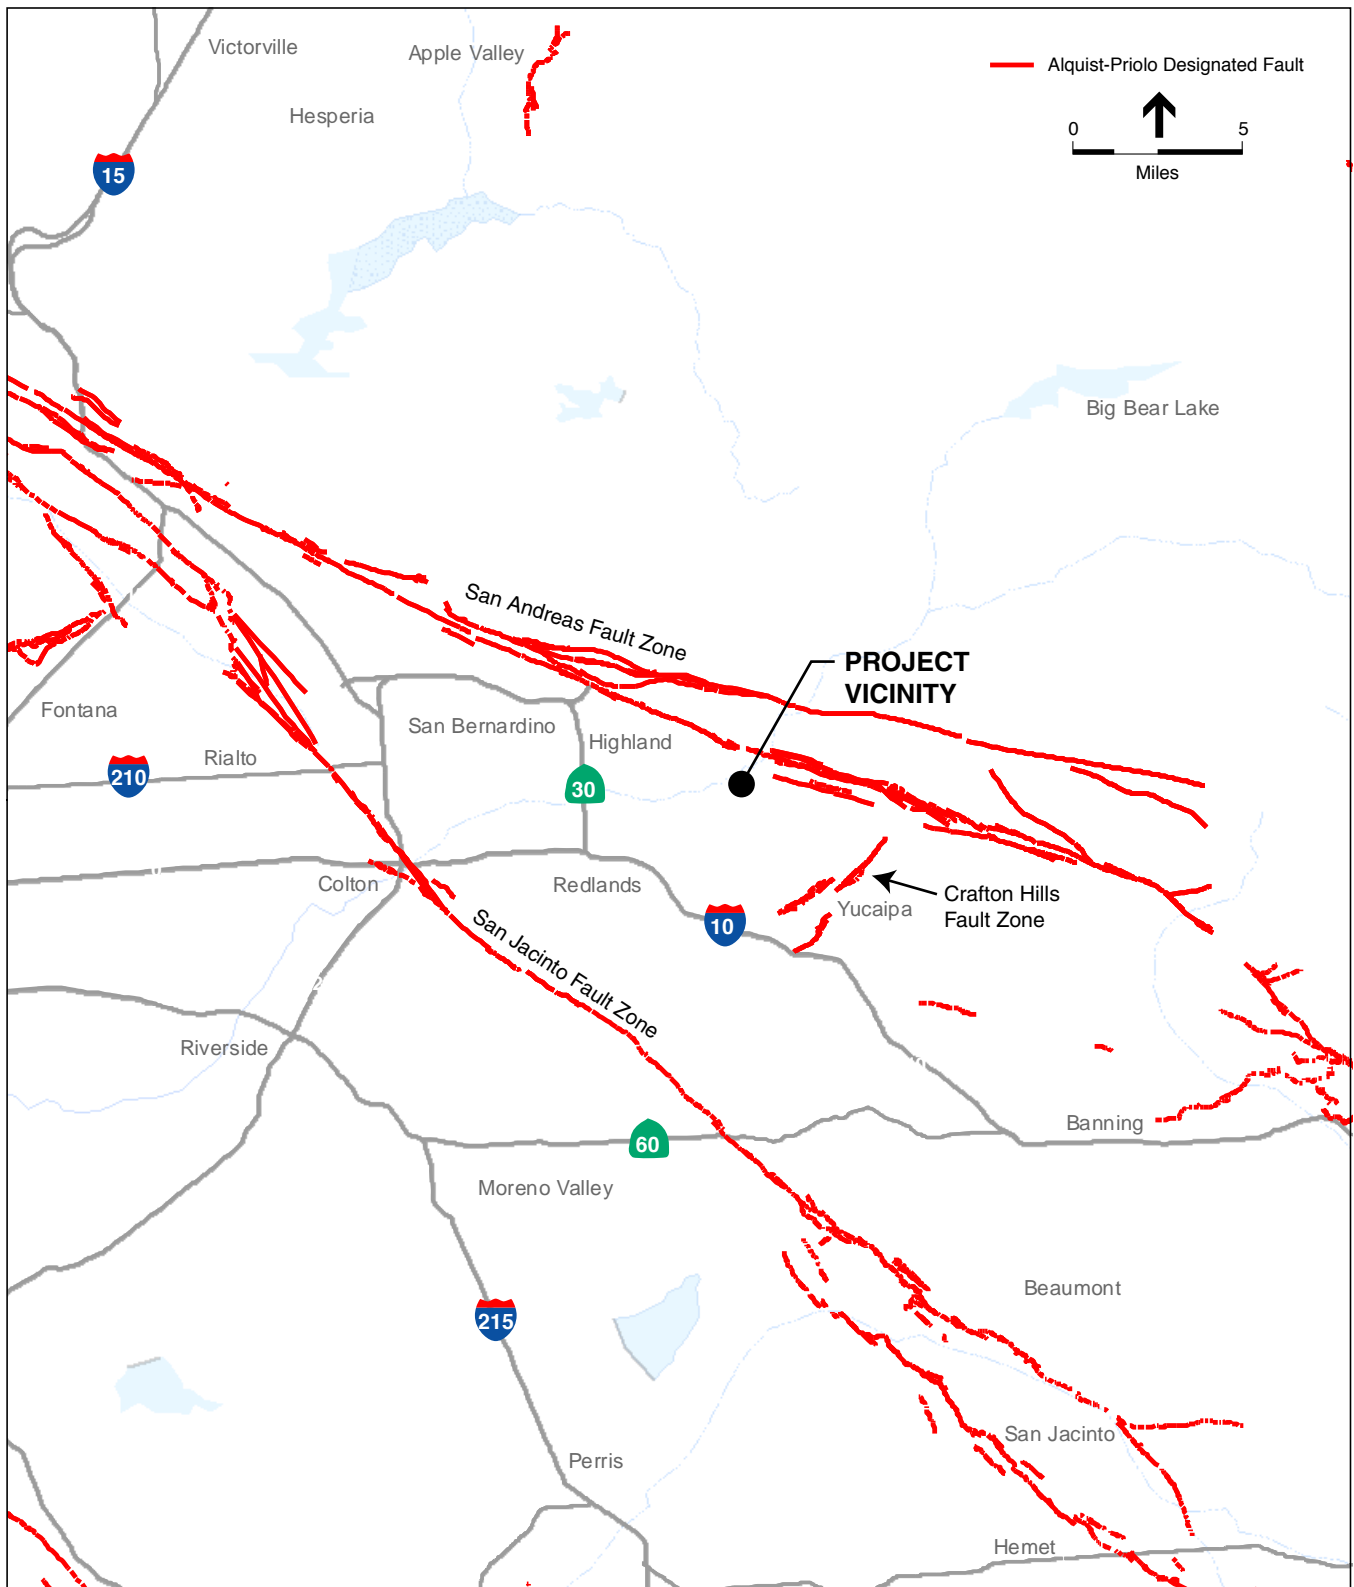 Victorville
Apple Valley
Alquist-Priolo Designated Fault
Hesperia
0
5
Miles
15
Big Bear Lake
San Andreas Fault Zone
PROJECT
VICINITY
Fontana
San Bernardino
Highland
Rialto
210
30
Colton
Redlands
Crafton Hills
Fault Zone
Yucaipa
10
San Jacinto Fault Zone
Riverside
Banning
60
Moreno Valley
Beaumont
215
San Jacinto
Perris
Hemet